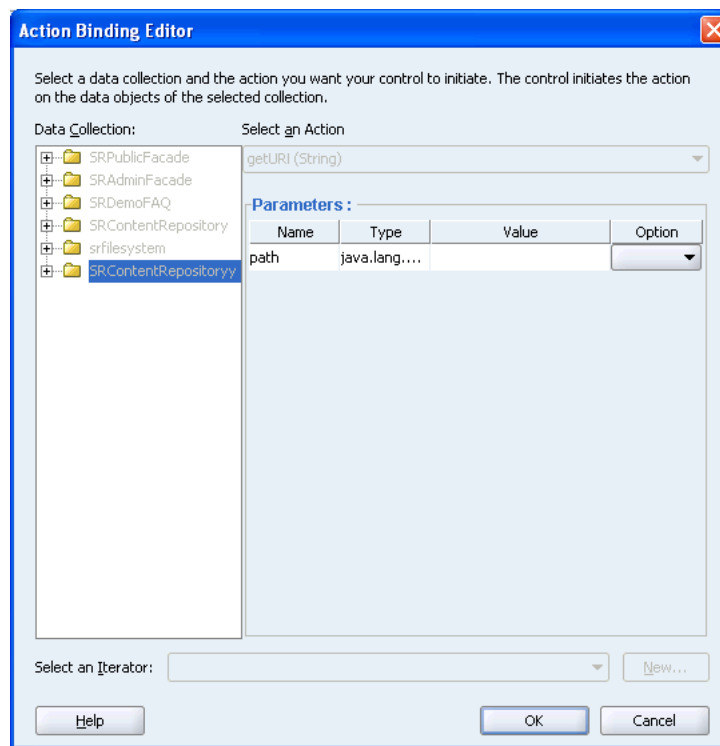 Action Binding Editor
Select a data collection and the action you want your control to initiate. The control initiates the action
on the data objects of the selected collection.
Data Collection:
Select an Action
SRPublicFacade
SRAdminFacade
SRDemoFAQ
SRContentRepository
srfilesystem
SRContentRepositoryy
getURI (String)
Parameters :
Name Type Value Option
path java.lang....
Select an Iterator:
New...
Help
OK
Cancel